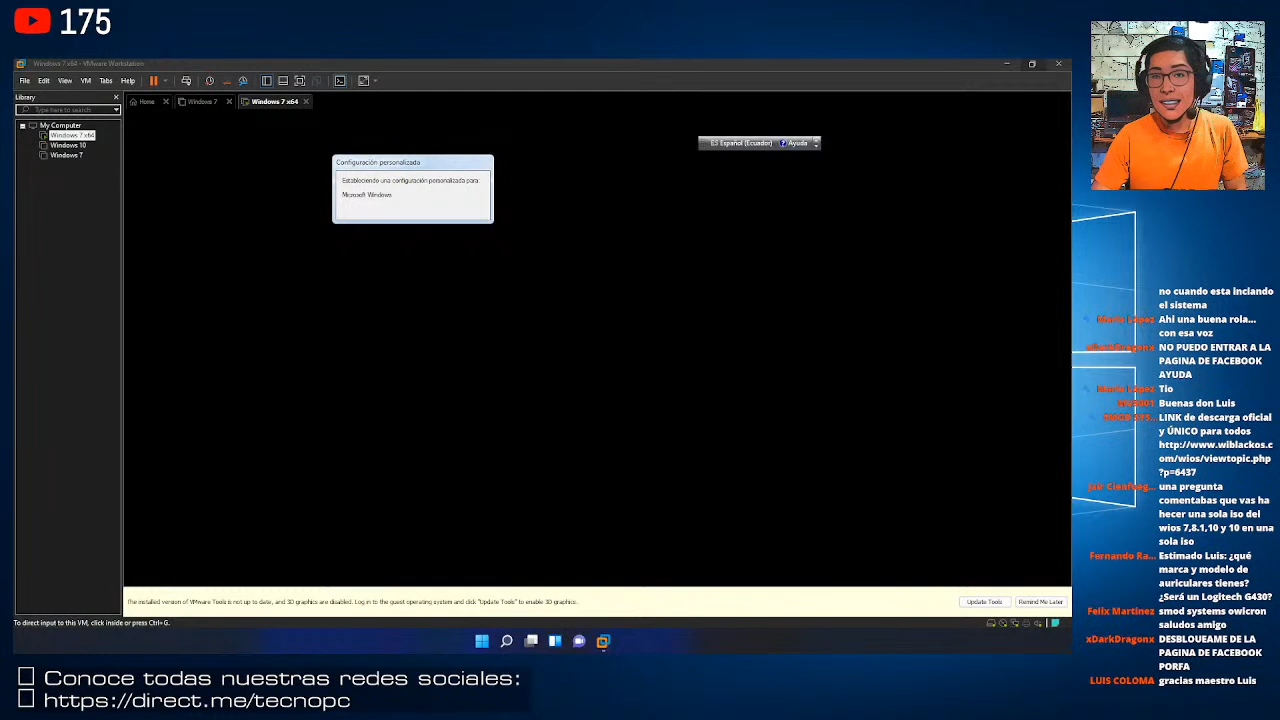 175
Windows 7 x64 - VMware Workstation
File Edit View VM Tabs Help
Library
Type here to search
Home
Windows 7
Windows 7 x64
My Computer
Windows 7 x64
Windows 10
Windows 7
Configuración personalizada
Estableciendo una configuración personalizada para:
Microsoft Windows
ES Español (Ecuador) ? Ayuda
The installed version of VMware Tools is not up to date, and 3D graphics are disabled. Log in to the guest operating system and click "Update Tools" to enable 3D graphics.
Update Tools
Remind Me Later
To direct input to this VM, click inside or press Ctrl+G.
no cuando esta inciando
el sistema
Ahi una buena rola...
con esa voz
xDarkDragonx NO PUEDO ENTRAR A LA
PAGINA DE FACEBOOK
AYUDA
Tio
Buenas don Luis
LINK de descarga oficial
y ÚNICO para todos
http://www.wiblackos.c
om/wios/viewtopic.php
?p=6437
una pregunta
comentabas que vas ha
hacer una sola iso del
wios 7,8.1,10 y 10 en una
sola iso
Fernando Ra... Estimado Luis: ¿qué
marca y modelo de
auriculares tienes?
¿Será un Logitech G430?
Felix Martinez smod systems owicron
saludos amigo
xDarkDragonx DESBLOUEAME DE LA
PAGINA DE FACEBOOK
PORFA
LUIS COLOMA gracias maestro Luis
Conoce todas nuestras redes sociales:
https://direct.me/tecnopc